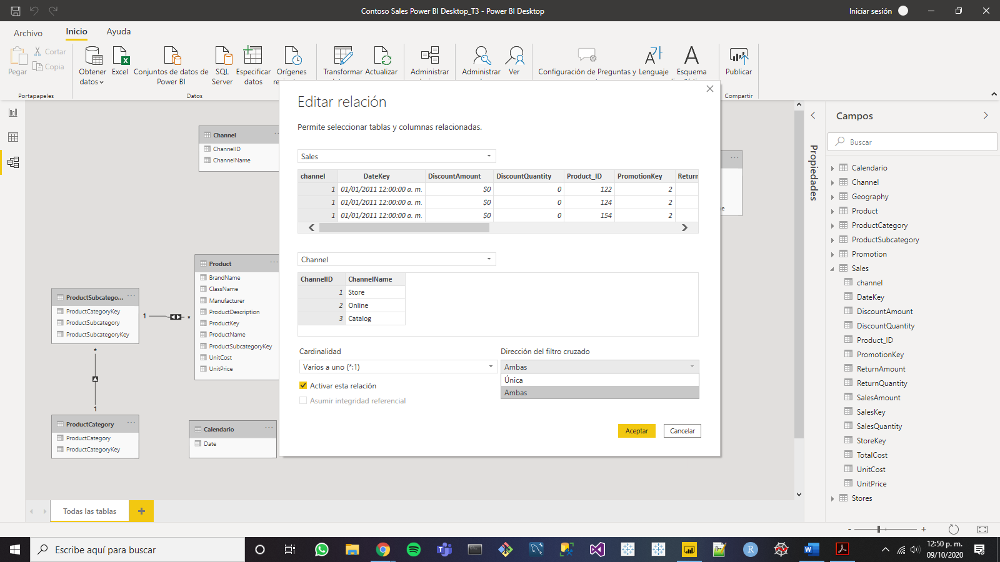 Contoso Sales Power BI Desktop_T3 - Power BI Desktop
Iniciar sesión
Archivo
Inicio
Ayuda
Pegar
Cortar
Copia
Portapapeles
Obtener datos
Excel
Conjuntos de datos de Power BI
SQL Server
Especificar datos
Orígenes
Datos
Transformar
Actualizar
Administrar
Administrar
Ver
Configuración de Preguntas y
Lenguaje
Esquema
Publicar
Compartir
Editar relación
Permite seleccionar tablas y columnas relacionadas.
Sales
channel DateKey DiscountAmount DiscountQuantity Product_ID PromotionKey Return
1 01/01/2011 12:00:00 a. m. $0 0 122 2
1 01/01/2011 12:00:00 a. m. $0 0 124 2
1 01/01/2011 12:00:00 a. m. $0 0 154 2
Channel
ChannelID ChannelName
1 Store
2 Online
3 Catalog
Cardinalidad
Varios a uno (*:1)
Activar esta relación
Asumir integridad referencial
Dirección del filtro cruzado
Ambas
Única
Ambas
Aceptar
Cancelar
Channel
ChannelID
ChannelName
Product
BrandName
ClassName
Manufacturer
ProductDescription
ProductKey
ProductName
ProductSubcategoryKey
UnitCost
UnitPrice
ProductSubcatego...
ProductCategoryKey
ProductSubcategory
ProductSubcategoryKey
1
*
*
1
ProductCategory
ProductCategory
ProductCategoryKey
Calendario
Date
Propiedades
Campos
Buscar
Calendario
Channel
Geography
Product
ProductCategory
ProductSubcategory
Promotion
Sales
channel
DateKey
DiscountAmount
DiscountQuantity
Product_ID
PromotionKey
ReturnAmount
ReturnQuantity
SalesAmount
SalesKey
SalesQuantity
StoreKey
TotalCost
UnitCost
UnitPrice
Stores
Todas las tablas
+
- +
Escribe aquí para buscar
12:50 p. m.
09/10/2020